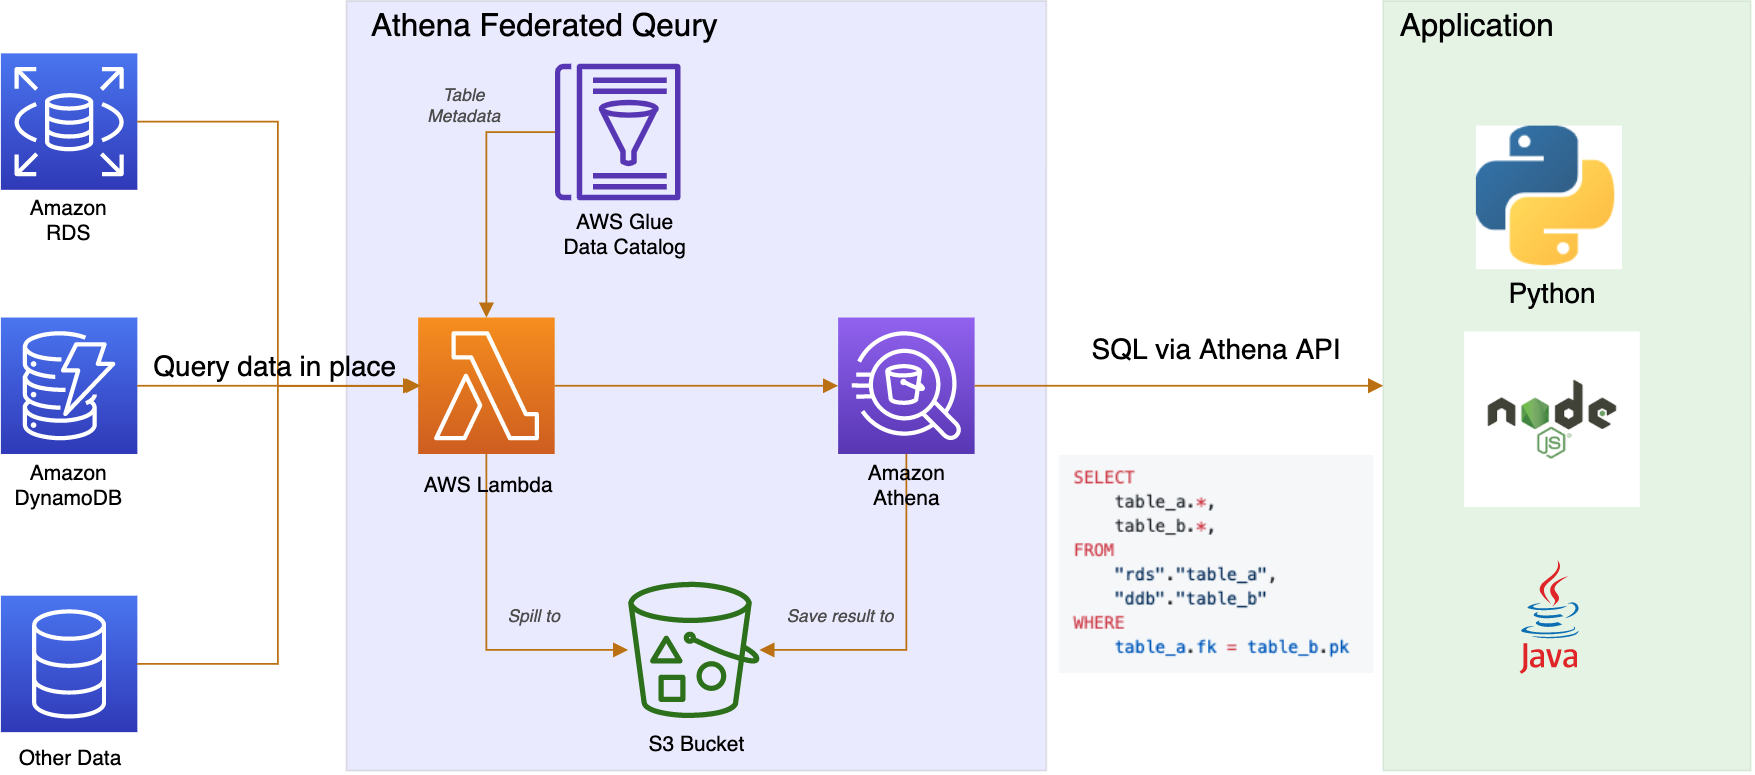 Athena Federated Qeury
Application
Table
Metadata
Amazon
RDS
AWS Glue
Data Catalog
Python
Query data in place
SQL via Athena API
node
JS
Amazon
DynamoDB
AWS Lambda
Amazon
Athena
SELECT
table_a.*,
table_b.*,
FROM
"rds"."table_a",
"ddb"."table_b"
WHERE
table_a.fk = table_b.pk
Spill to
Save result to
Java
S3 Bucket
Other Data